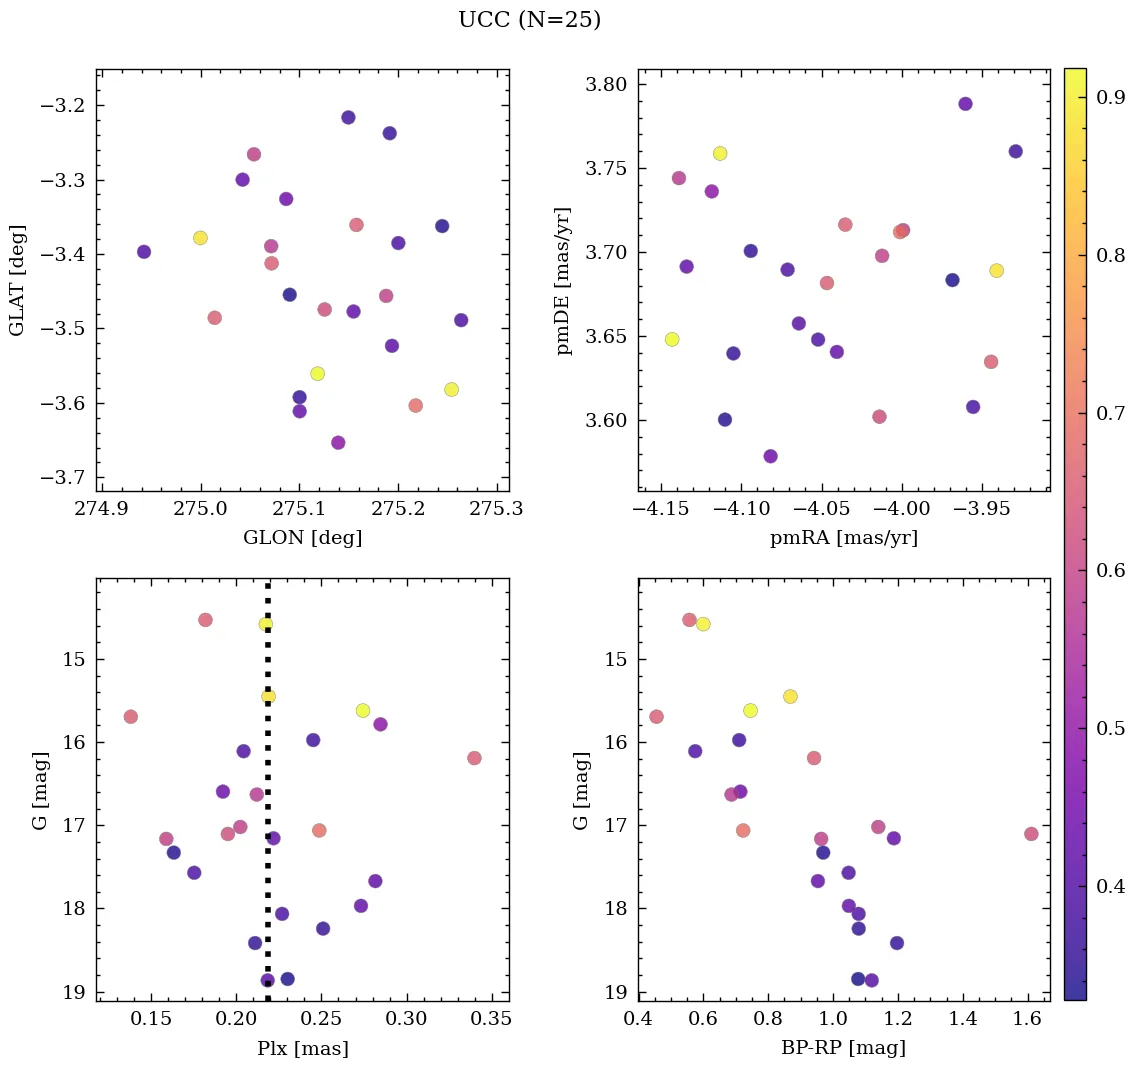 UCC (N=25)
−3.2
−3.3
−3.4
−3.5
−3.6
−3.7
GLAT [deg]
274.9 275.0 275.1 275.2 275.3
GLON [deg]
3.80
3.75
3.70
3.65
3.60
pmDE [mas/yr]
−4.15 −4.10 −4.05 −4.00 −3.95
pmRA [mas/yr]
15
16
17
18
19
G [mag]
0.15 0.20 0.25 0.30 0.35
Plx [mas]
15
16
17
18
19
G [mag]
0.4 0.6 0.8 1.0 1.2 1.4 1.6
BP-RP [mag]
0.9
0.8
0.7
0.6
0.5
0.4